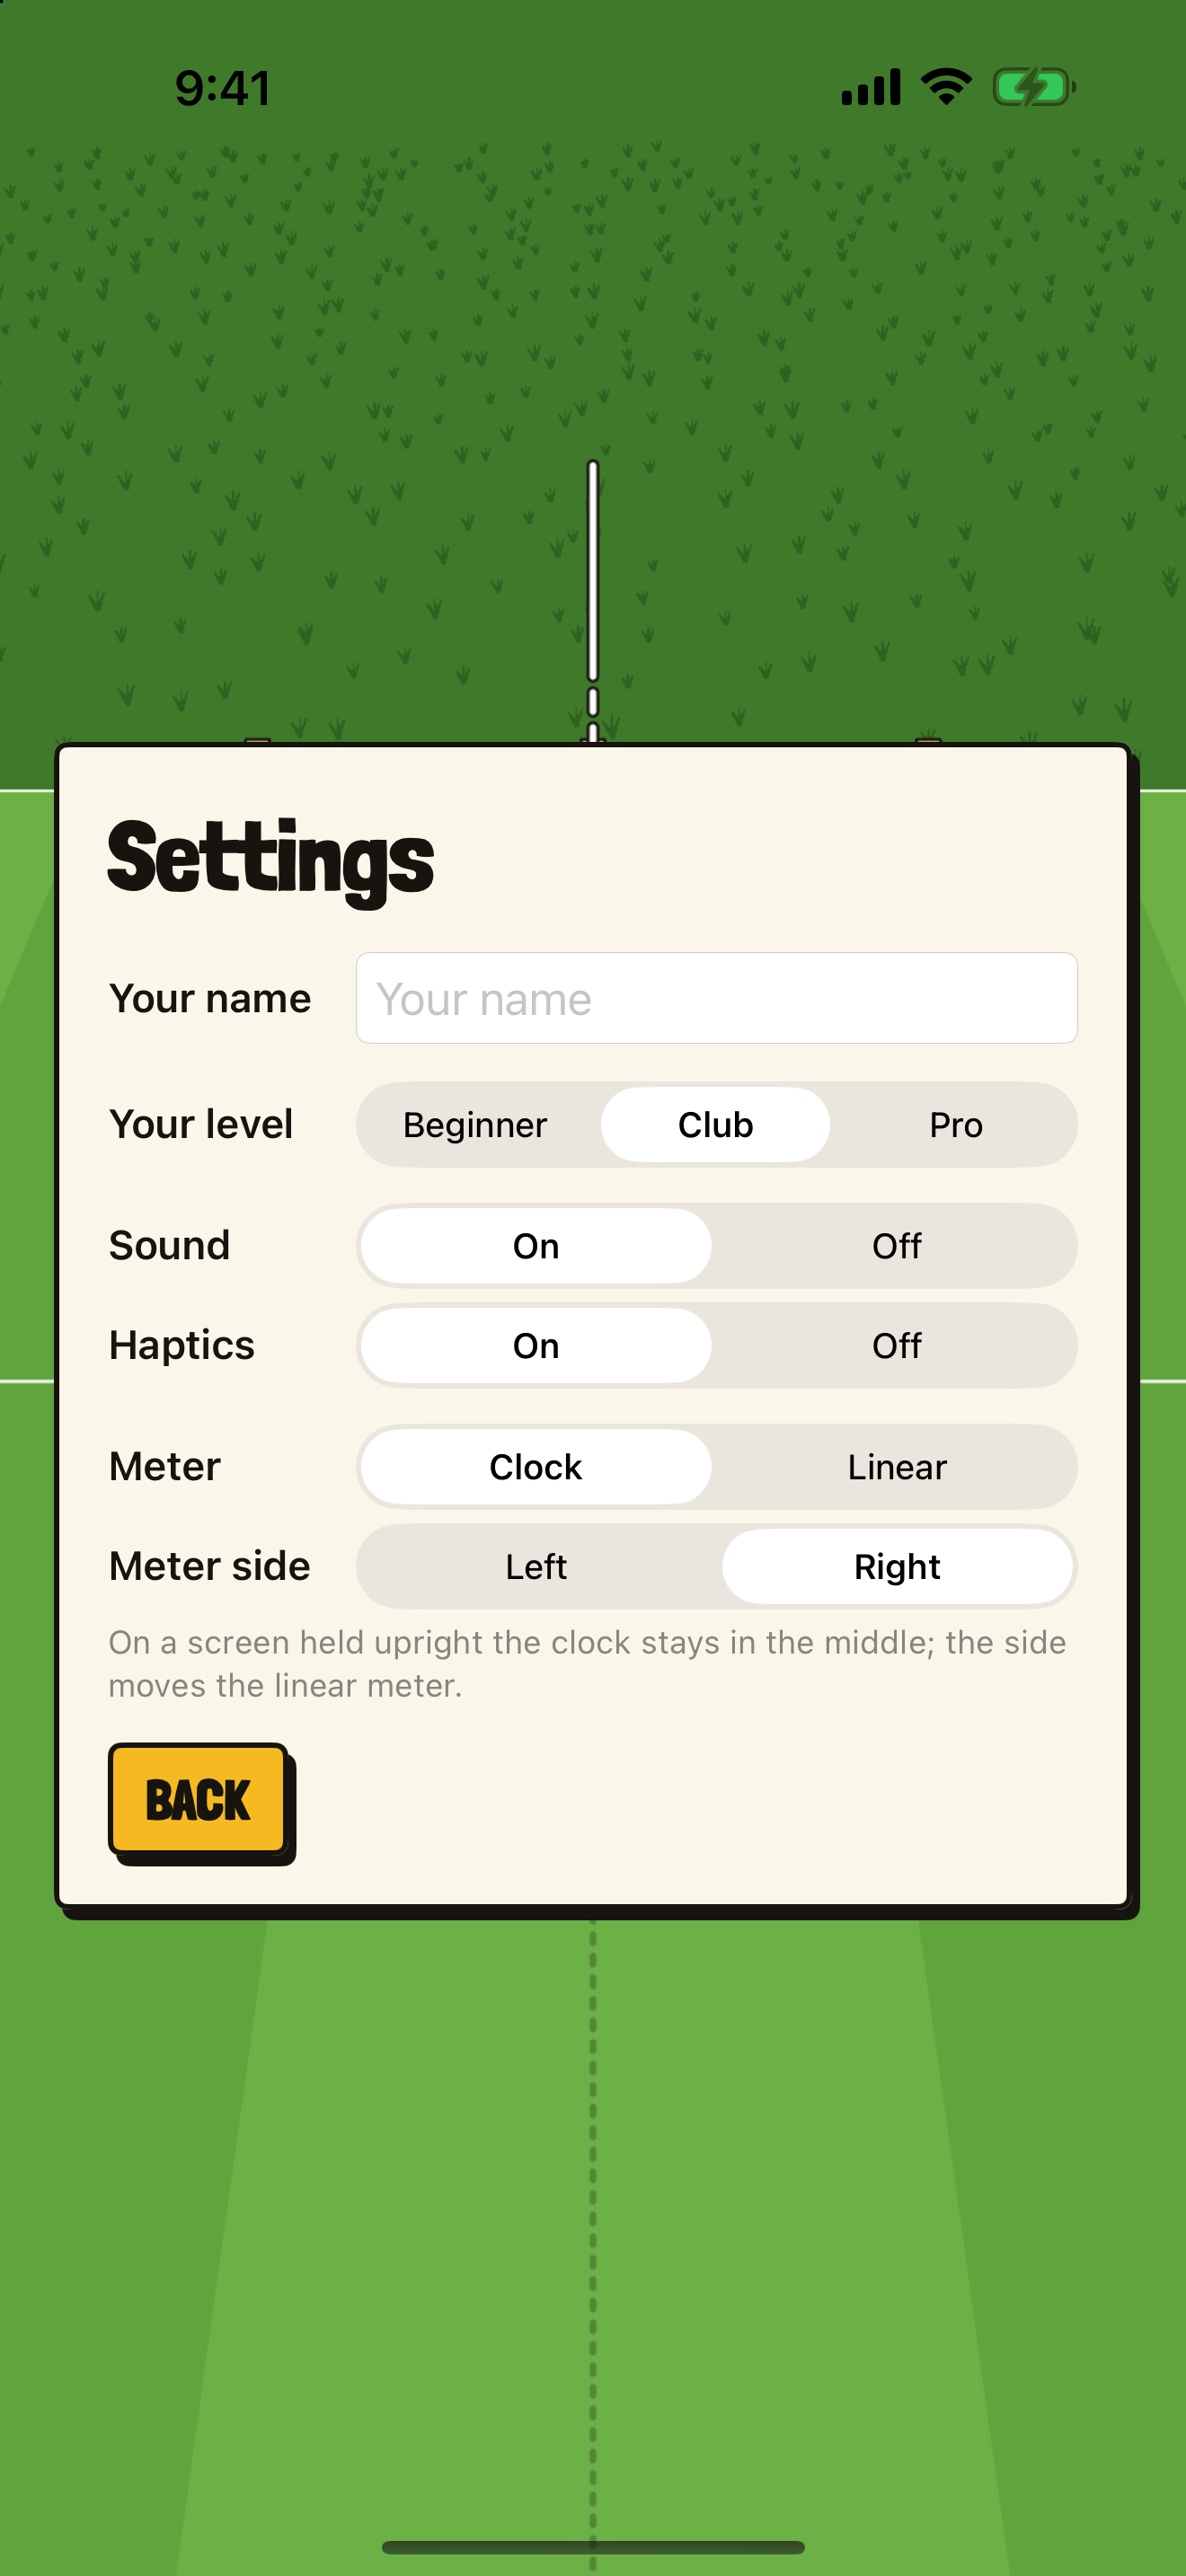 9:41
Settings
Your name Your name
Your level Beginner Club Pro
Sound On Off
Haptics On Off
Meter Clock Linear
Meter side Left Right
On a screen held upright the clock stays in the middle; the side
moves the linear meter.
BACK